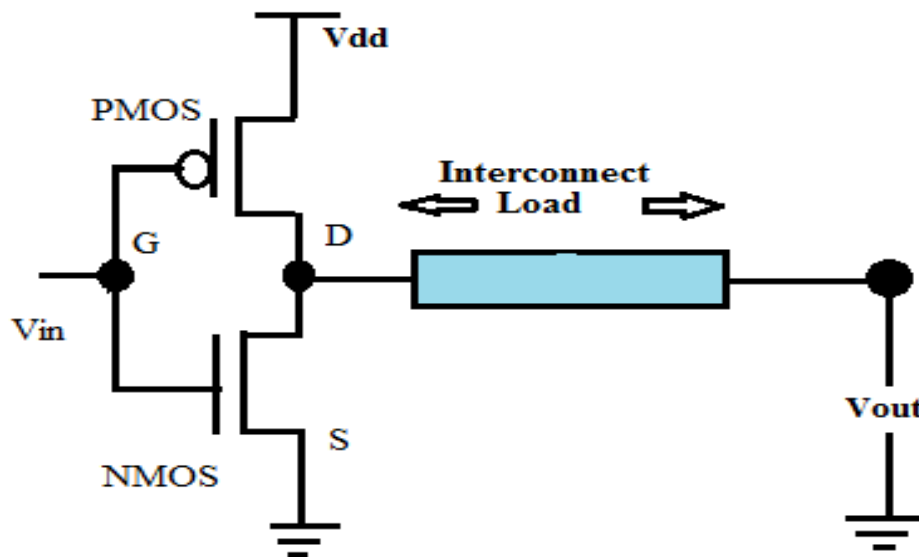 Vdd
PMOS
Interconnect
Load
G
D
Vin
Vout
S
NMOS